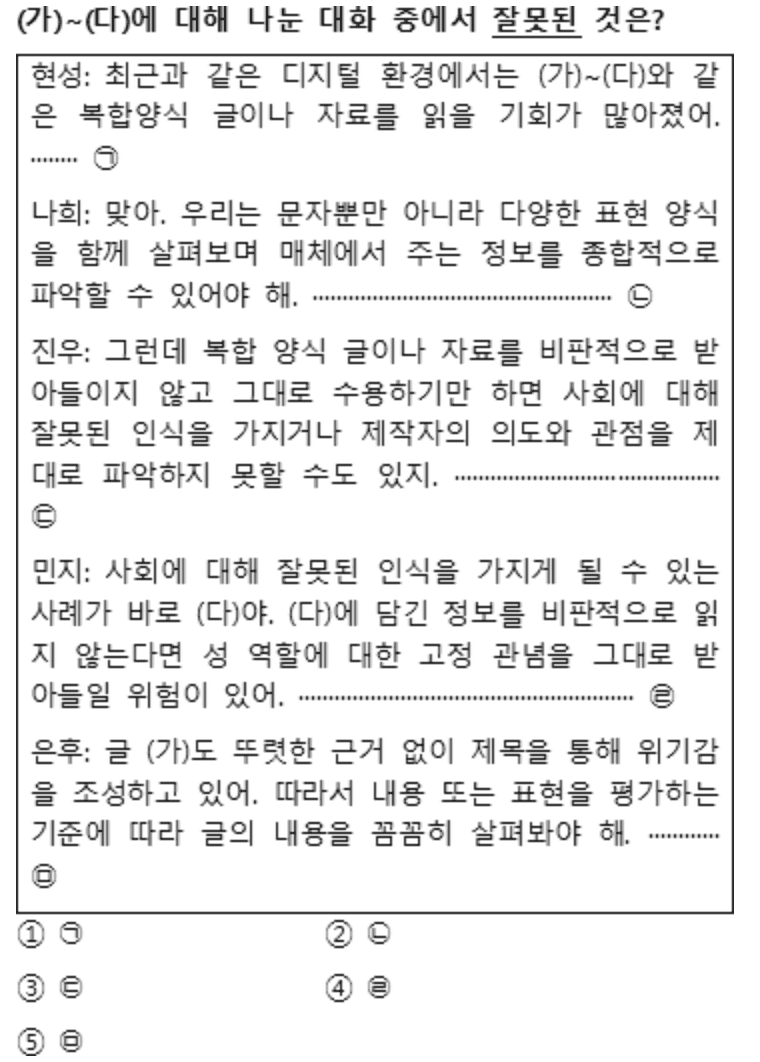 (가)~(다)에 대해 나눈 대화 중에서 잘못된 것은?
현성: 최근과 같은 디지털 환경에서는 (가)~(다)와 같
은 복합양식 글이나 자료를 읽을 기회가 많아졌어.
········ ㉠
나희: 맞아. 우리는 문자뿐만 아니라 다양한 표현 양식
을 함께 살펴보며 매체에서 주는 정보를 종합적으로
파악할 수 있어야 해. ·················································· ㉡
진우: 그런데 복합 양식 글이나 자료를 비판적으로 받
아들이지 않고 그대로 수용하기만 하면 사회에 대해
잘못된 인식을 가지거나 제작자의 의도와 관점을 제
대로 파악하지 못할 수도 있지. ············································
㉢
민지: 사회에 대해 잘못된 인식을 가지게 될 수 있는
사례가 바로 (다)야. (다)에 담긴 정보를 비판적으로 읽
지 않는다면 성 역할에 대한 고정 관념을 그대로 받
아들일 위험이 있어. ························································ ㉣
은후: 글 (가)도 뚜렷한 근거 없이 제목을 통해 위기감
을 조성하고 있어. 따라서 내용 또는 표현을 평가하는
기준에 따라 글의 내용을 꼼꼼히 살펴봐야 해. ············
㉤
① ㉠ ② ㉡
③ ㉢ ④ ㉣
⑤ ㉤